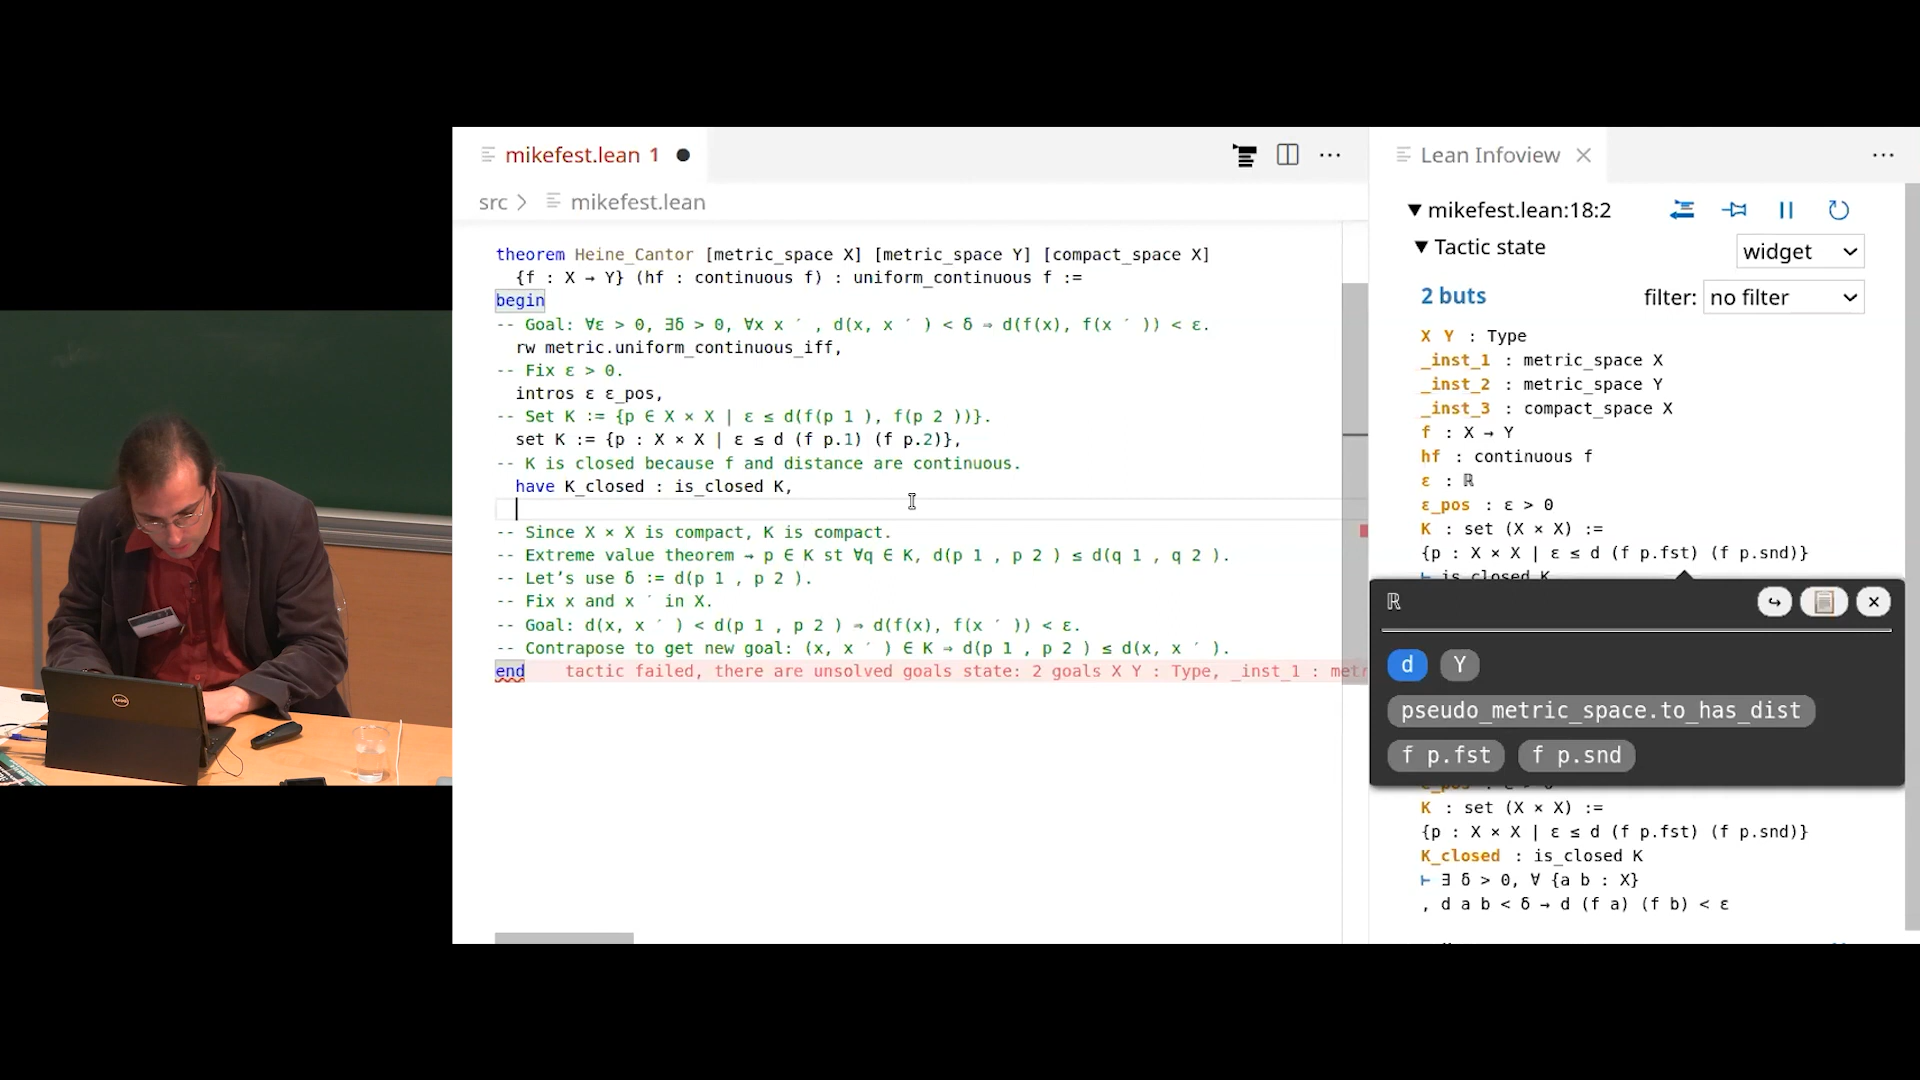 mikefest.lean 1
src > mikefest.lean
theorem Heine_Cantor [metric_space X] [metric_space Y] [compact_space X]
{f : X → Y} (hf : continuous f) : uniform_continuous f :=
begin
-- Goal: ∀ε > 0, ∃δ > 0, ∀x x ′ , d(x, x ′ ) < δ ⇒ d(f(x), f(x ′ )) < ε.
rw metric.uniform_continuous_iff,
-- Fix ε > 0.
intros ε ε_pos,
-- Set K := {p ∈ X × X | ε ≤ d(f(p 1 ), f(p 2 ))}.
set K := {p : X × X | ε ≤ d (f p.1) (f p.2)},
-- K is closed because f and distance are continuous.
have K_closed : is_closed K,
-- Since X × X is compact, K is compact.
-- Extreme value theorem → p ∈ K st ∀q ∈ K, d(p 1 , p 2 ) ≤ d(q 1 , q 2 ).
-- Let’s use δ := d(p 1 , p 2 ).
-- Fix x and x ′ in X.
-- Goal: d(x, x ′ ) < d(p 1 , p 2 ) ⇒ d(f(x), f(x ′ )) < ε.
-- Contrapose to get new goal: (x, x ′ ) ∈ K ⇒ d(p 1 , p 2 ) ≤ d(x, x ′ ).
end tactic failed, there are unsolved goals state: 2 goals X Y : Type, _inst_1 : metr
Lean Infoview
mikefest.lean:18:2
Tactic state
widget
2 buts
filter: no filter
X Y : Type
_inst_1 : metric_space X
_inst_2 : metric_space Y
_inst_3 : compact_space X
f : X → Y
hf : continuous f
ε : ℝ
ε_pos : ε > 0
K : set (X × X) :=
{p : X × X | ε ≤ d (f p.fst) (f p.snd)}
⊢ is_closed K
ℝ
d Y
pseudo_metric_space.to_has_dist
f p.fst f p.snd
ε_pos : ε > 0
K : set (X × X) :=
{p : X × X | ε ≤ d (f p.fst) (f p.snd)}
K_closed : is_closed K
⊢ ∃ δ > 0, ∀ {a b : X}
, d a b < δ → d (f a) (f b) < ε